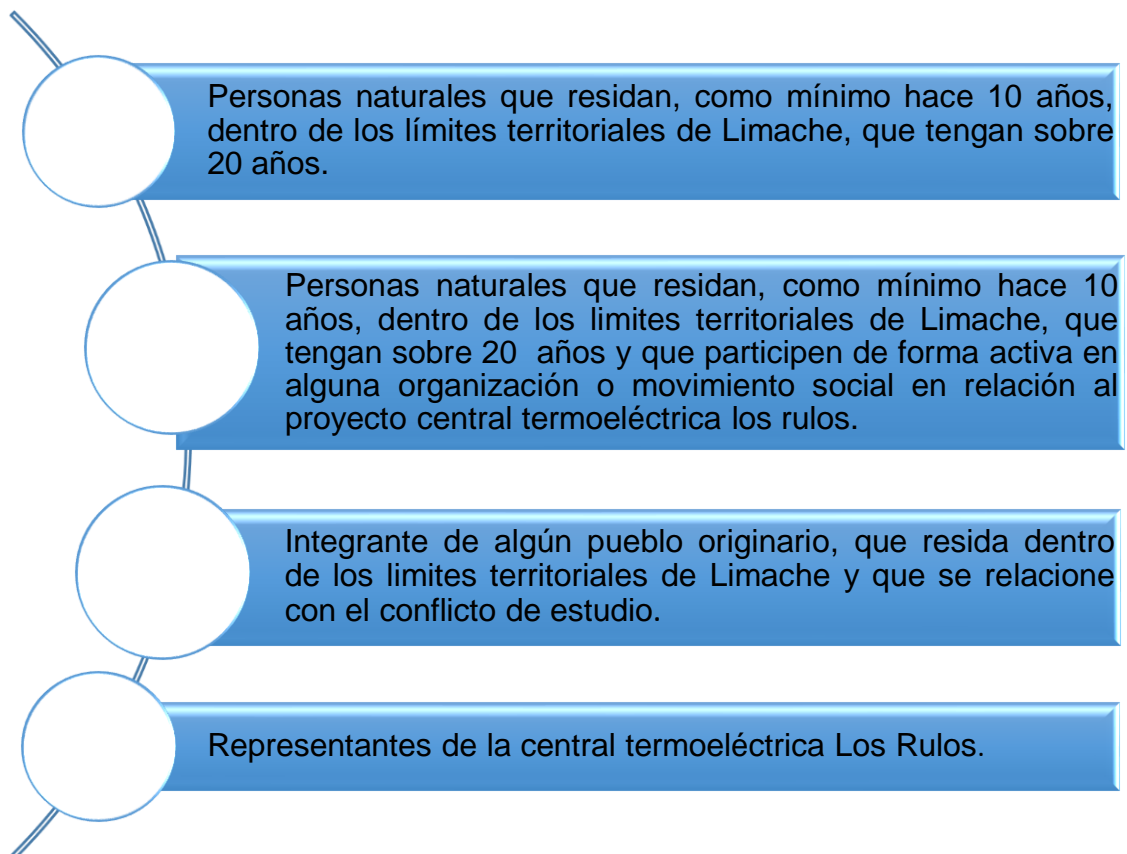 Personas naturales que residan, como mínimo hace 10 años,
dentro de los límites territoriales de Limache, que tengan sobre
20 años.
Personas naturales que residan, como mínimo hace 10
años, dentro de los limites territoriales de Limache, que
tengan sobre 20 años y que participen de forma activa en
alguna organización o movimiento social en relación al
proyecto central termoeléctrica los rulos.
Integrante de algún pueblo originario, que resida dentro
de los limites territoriales de Limache y que se relacione
con el conflicto de estudio.
Representantes de la central termoeléctrica Los Rulos.